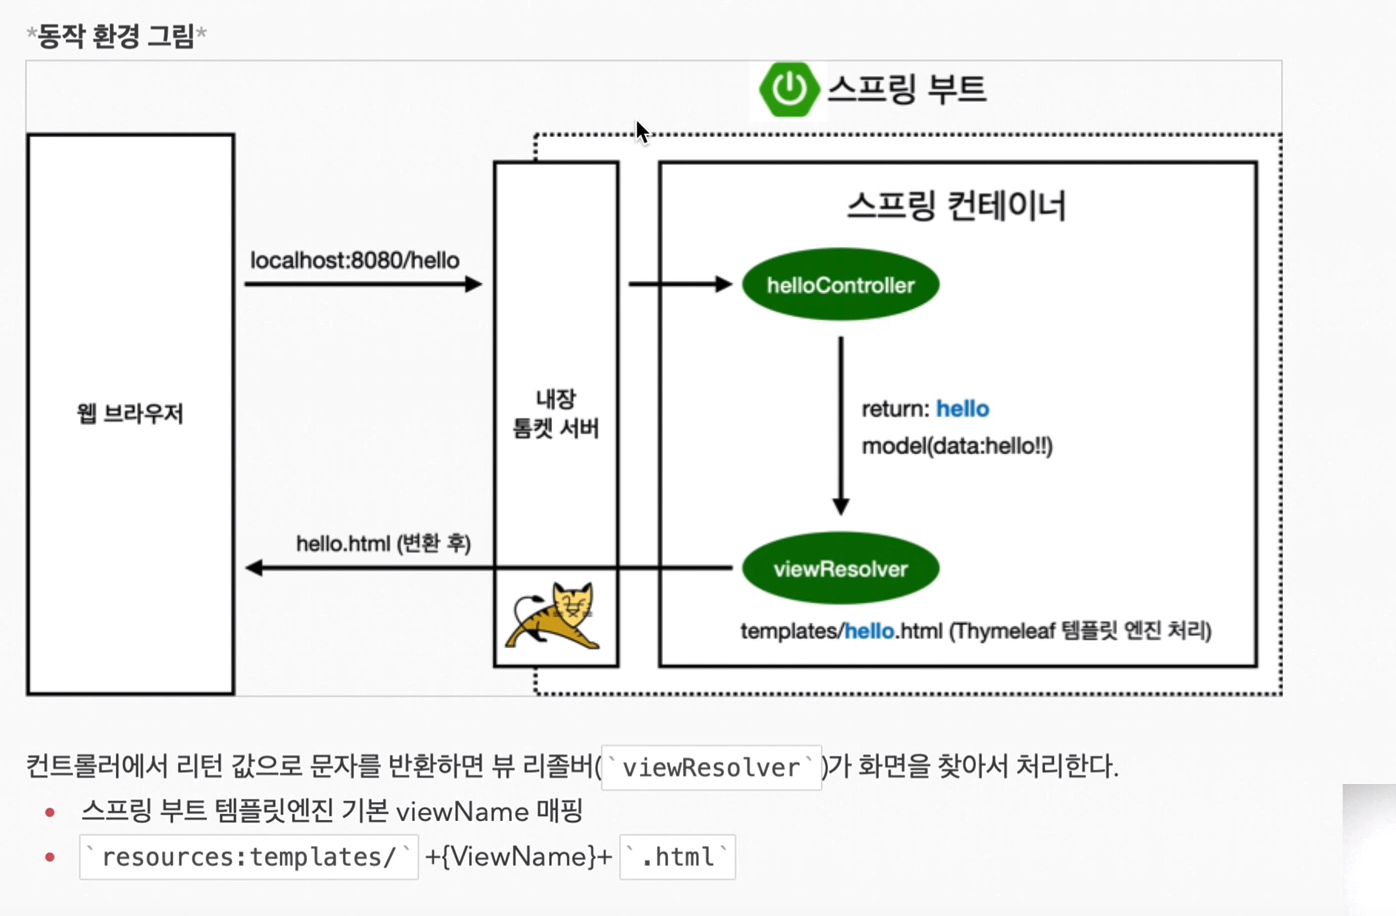 *동작 환경 그림*
스프링 부트
스프링 컨테이너
localhost:8080/hello
helloController
웹 브라우저
내장
톰켓 서버
return: hello
model(data:hello!!)
hello.html (변환 후)
viewResolver
templates/hello.html (Thymeleaf 템플릿 엔진 처리)
컨트롤러에서 리턴 값으로 문자를 반환하면 뷰 리졸버(`viewResolver`)가 화면을 찾아서 처리한다.
• 스프링 부트 템플릿엔진 기본 viewName 매핑
• `resources:templates/` +{ViewName}+ `.html`